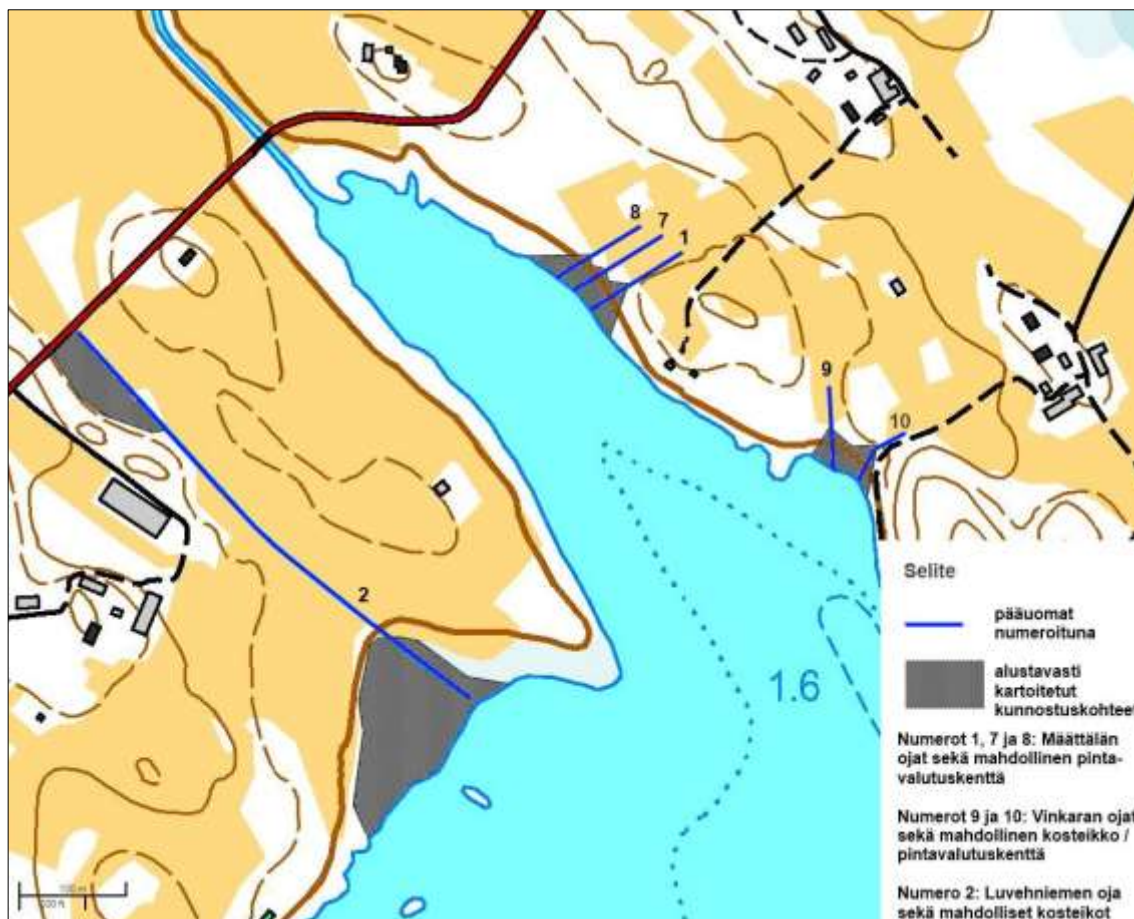 8
7
1
9
10
2
1.6
Selite
pääuomat
numeroituna
alustavasti
kartoitetut
kunnostuskohteet
Numerot 1, 7 ja 8: Määttälän
ojat sekä mahdollinen pinta-
valutuskenttä
Numerot 9 ja 10: Vinkaran ojat
sekä mahdollinen kosteikko /
pintavalutuskenttä
Numero 2: Luvehniemen oja
sekä mahdolliset kosteikot